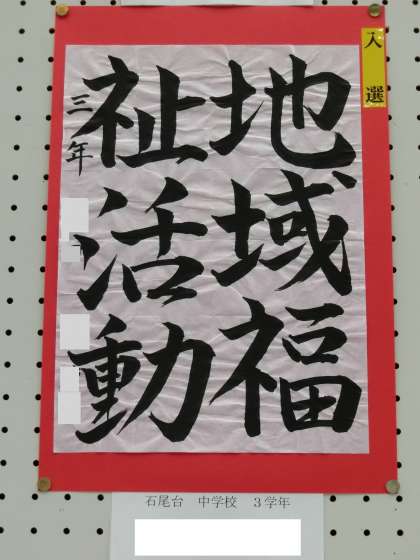 入選
地域福
祉活動
三年
石尾台 中学校 3学年